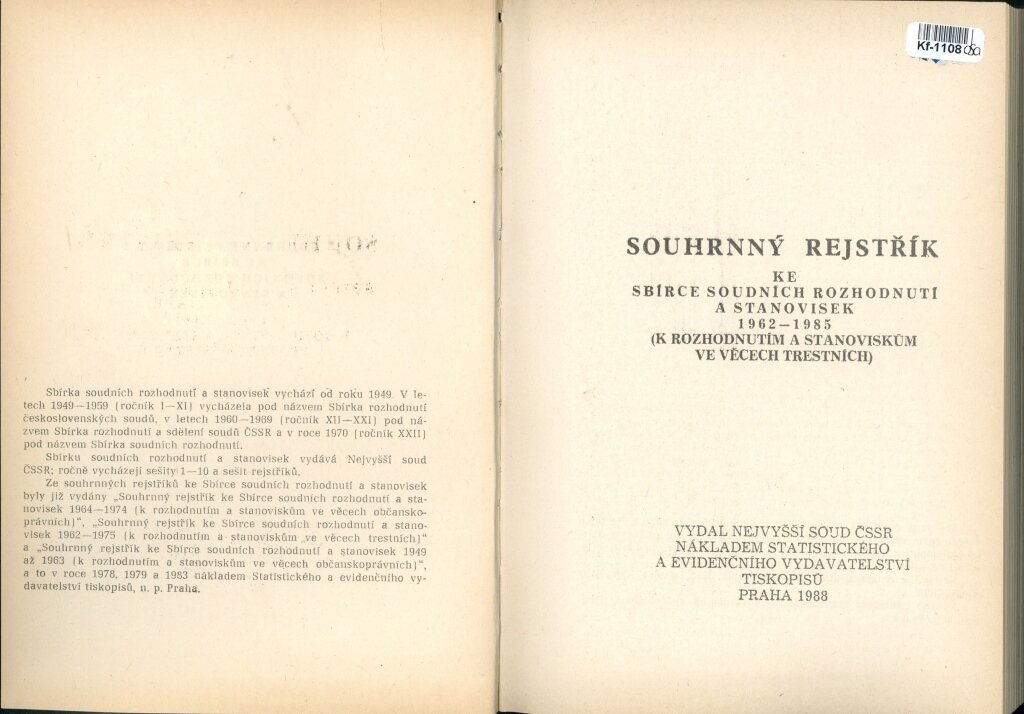 Sbírka soudních rozhodnutí a stanovisek vychází od roku 1949. V le-
tech 1949—1959 (ročník I—XI) vycházela pod názvem Sbírka rozhodnutí
československých soudů, v letech 1960—1969 (ročník XII—XXI) pod ná-
zvem Sbírka rozhodnutí a sdělení soudů ČSSR a v roce 1970 (ročník XXII)
pod názvem Sbírka soudních rozhodnutí.
Sbírku soudních rozhodnutí a stanovisek vydává Nejvyšší soud
ČSSR; ročně vycházejí sešity 1—10 a sešit rejstříků.
Ze souhrnných rejstříků ke Sbírce soudních rozhodnutí a stanovisek
byly již vydány „Souhrnný rejstřík ke Sbírce soudních rozhodnutí a sta-
novisek 1964—1974 (k rozhodnutím a stanoviskům ve věcech občansko-
právních)“, „Souhrnný rejstřík ke Sbírce soudních rozhodnutí a stano-
visek 1962—1975 (k rozhodnutím a stanoviskům ve věcech trestních)“
a „Souhrnný rejstřík ke Sbírce soudních rozhodnutí a stanovisek 1949
až 1963 (k rozhodnutím a stanoviskům ve věcech občanskoprávních)“,
a to v roce 1978, 1979 a 1983 nákladem Statistického a evidenčního vy-
davatelství tiskopisů, n. p. Praha.
Kf-1108
SOUHRNNÝ REJSTŘÍK
KE
SBÍRCE SOUDNÍCH ROZHODNUTÍ
A STANOVISEK
1962—1985
(K ROZHODNUTÍM A STANOVISKŮM
VE VĚCECH TRESTNÍCH)
VYDAL NEJVYŠŠÍ SOUD ČSSR
NÁKLADEM STATISTICKÉHO
A EVIDENČNÍHO VYDAVATELSTVÍ
TISKOPISŮ
PRAHA 1988